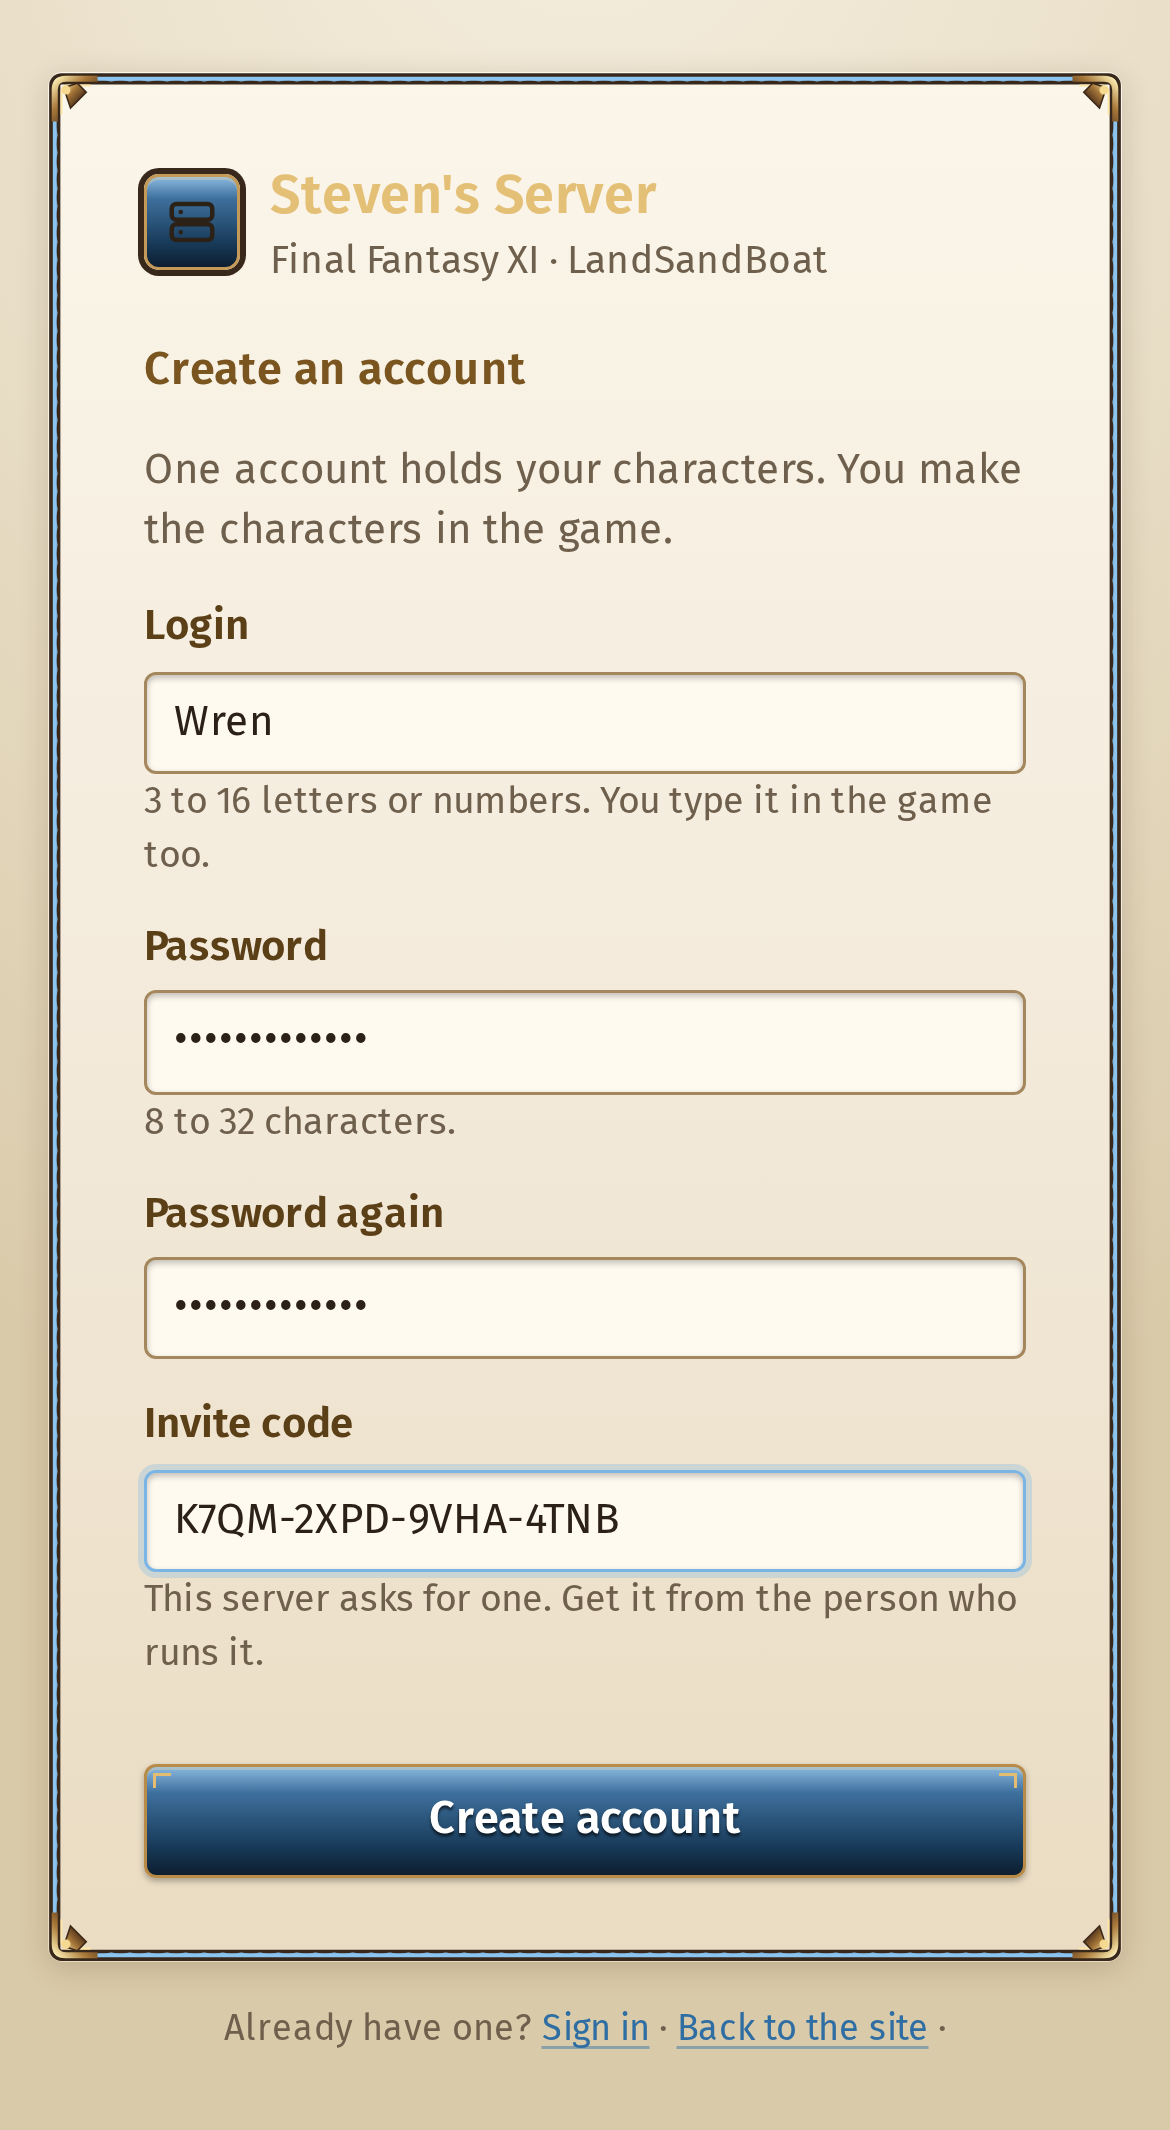 Steven's Server
Final Fantasy XI · LandSandBoat
Create an account
One account holds your characters. You make
the characters in the game.
Login
Wren
3 to 16 letters or numbers. You type it in the game
too.
Password
•••••••••••••
8 to 32 characters.
Password again
•••••••••••••
Invite code
K7QM-2XPD-9VHA-4TNB
This server asks for one. Get it from the person who
runs it.
Create account
Already have one? Sign in · Back to the site ·